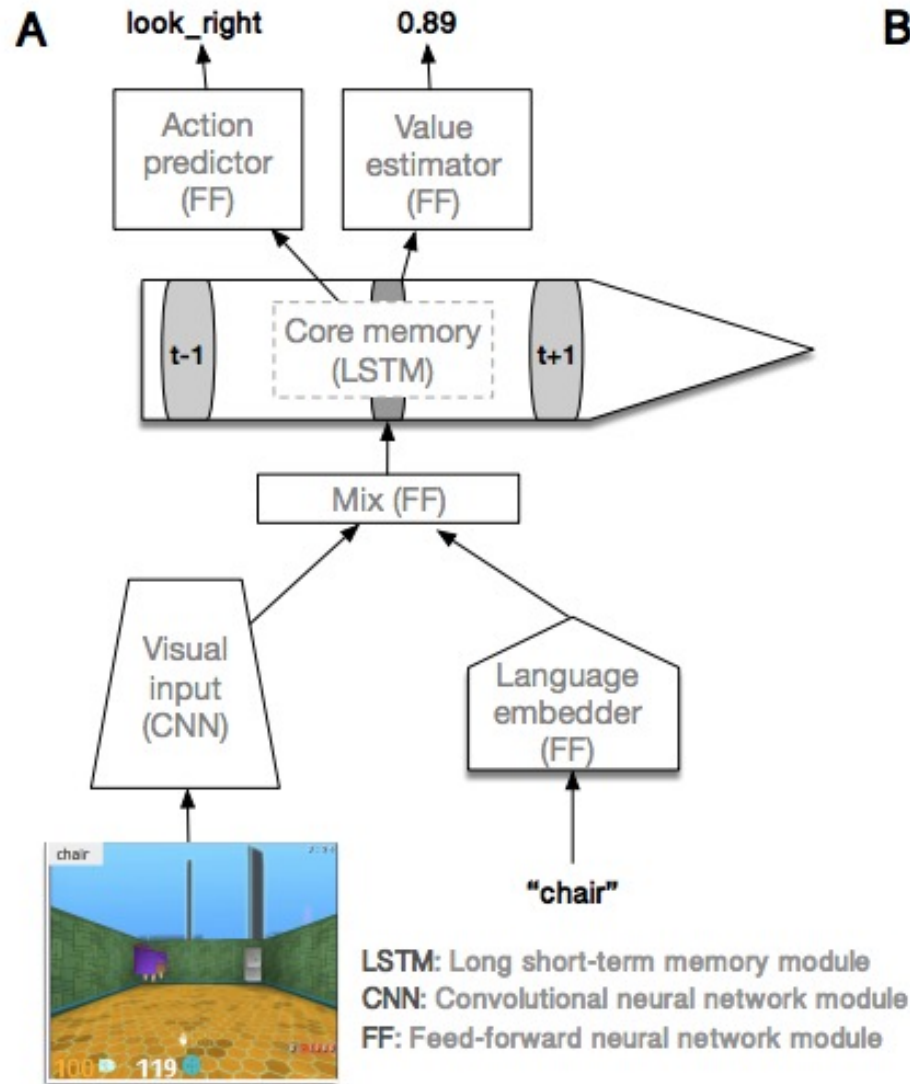 A
look_right
0.89
B
Action
predictor
(FF)
Value
estimator
(FF)
t-1
Core memory
(LSTM)
t+1
Mix (FF)
Visual
input
(CNN)
Language
embedder
(FF)
chair
100
119
“chair”
LSTM: Long short-term memory module
CNN: Convolutional neural network module
FF: Feed-forward neural network module